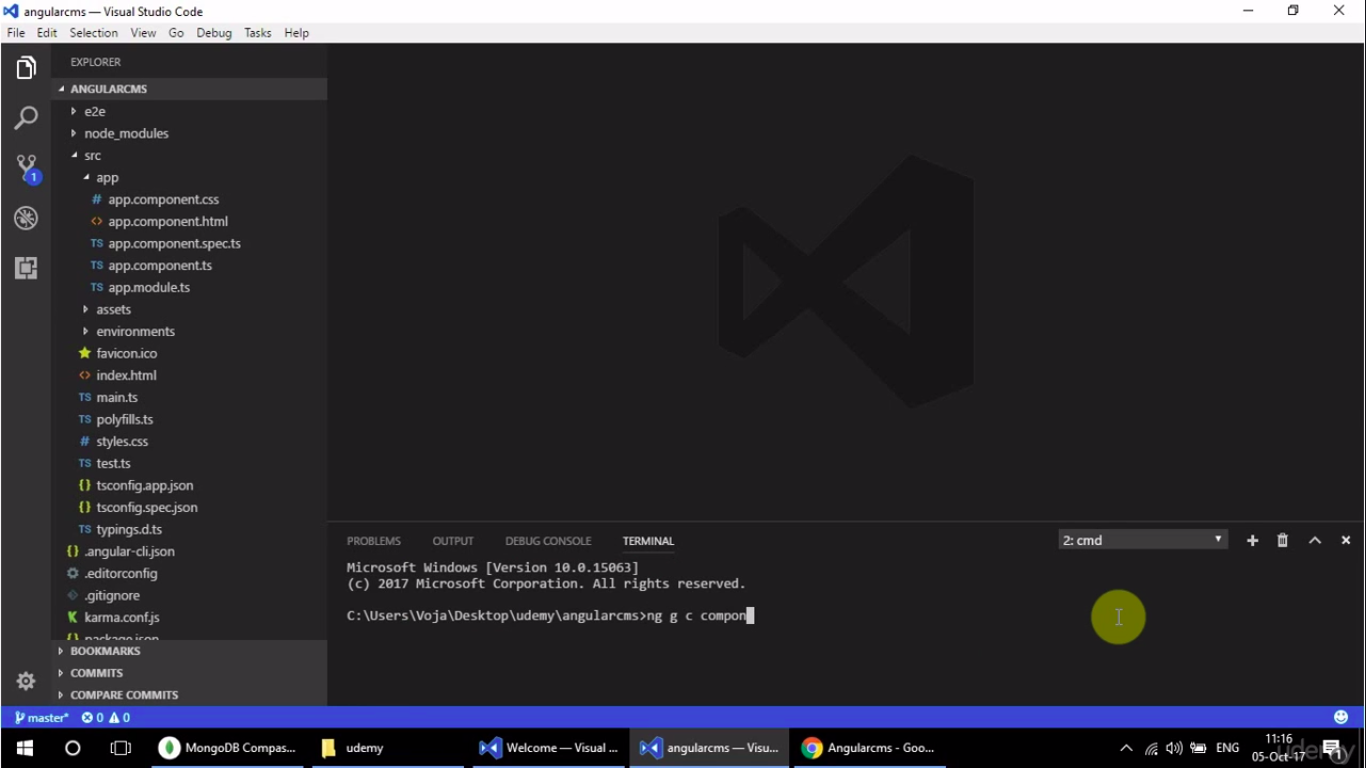 angularcms — Visual Studio Code
File Edit Selection View Go Debug Tasks Help
EXPLORER
ANGULARCMS
e2e
node_modules
src
app
# app.component.css
<> app.component.html
TS app.component.spec.ts
TS app.component.ts
TS app.module.ts
assets
environments
favicon.ico
<> index.html
TS main.ts
TS polyfills.ts
# styles.css
TS test.ts
{} tsconfig.app.json
{} tsconfig.spec.json
TS typings.d.ts
{} .angular-cli.json
.editorconfig
.gitignore
karma.conf.js
{} package.json
BOOKMARKS
COMMITS
COMPARE COMMITS
1
PROBLEMS OUTPUT DEBUG CONSOLE TERMINAL 2: cmd
Microsoft Windows [Version 10.0.15063]
(c) 2017 Microsoft Corporation. All rights reserved.
C:\Users\Voja\Desktop\udemy\angularcms>ng g c compon
master* 0 0
MongoDB Compas... udemy Welcome — Visual ... angularcms — Visu... Angularcms - Goo... ENG
11:16
05-Oct-17
1
udemy